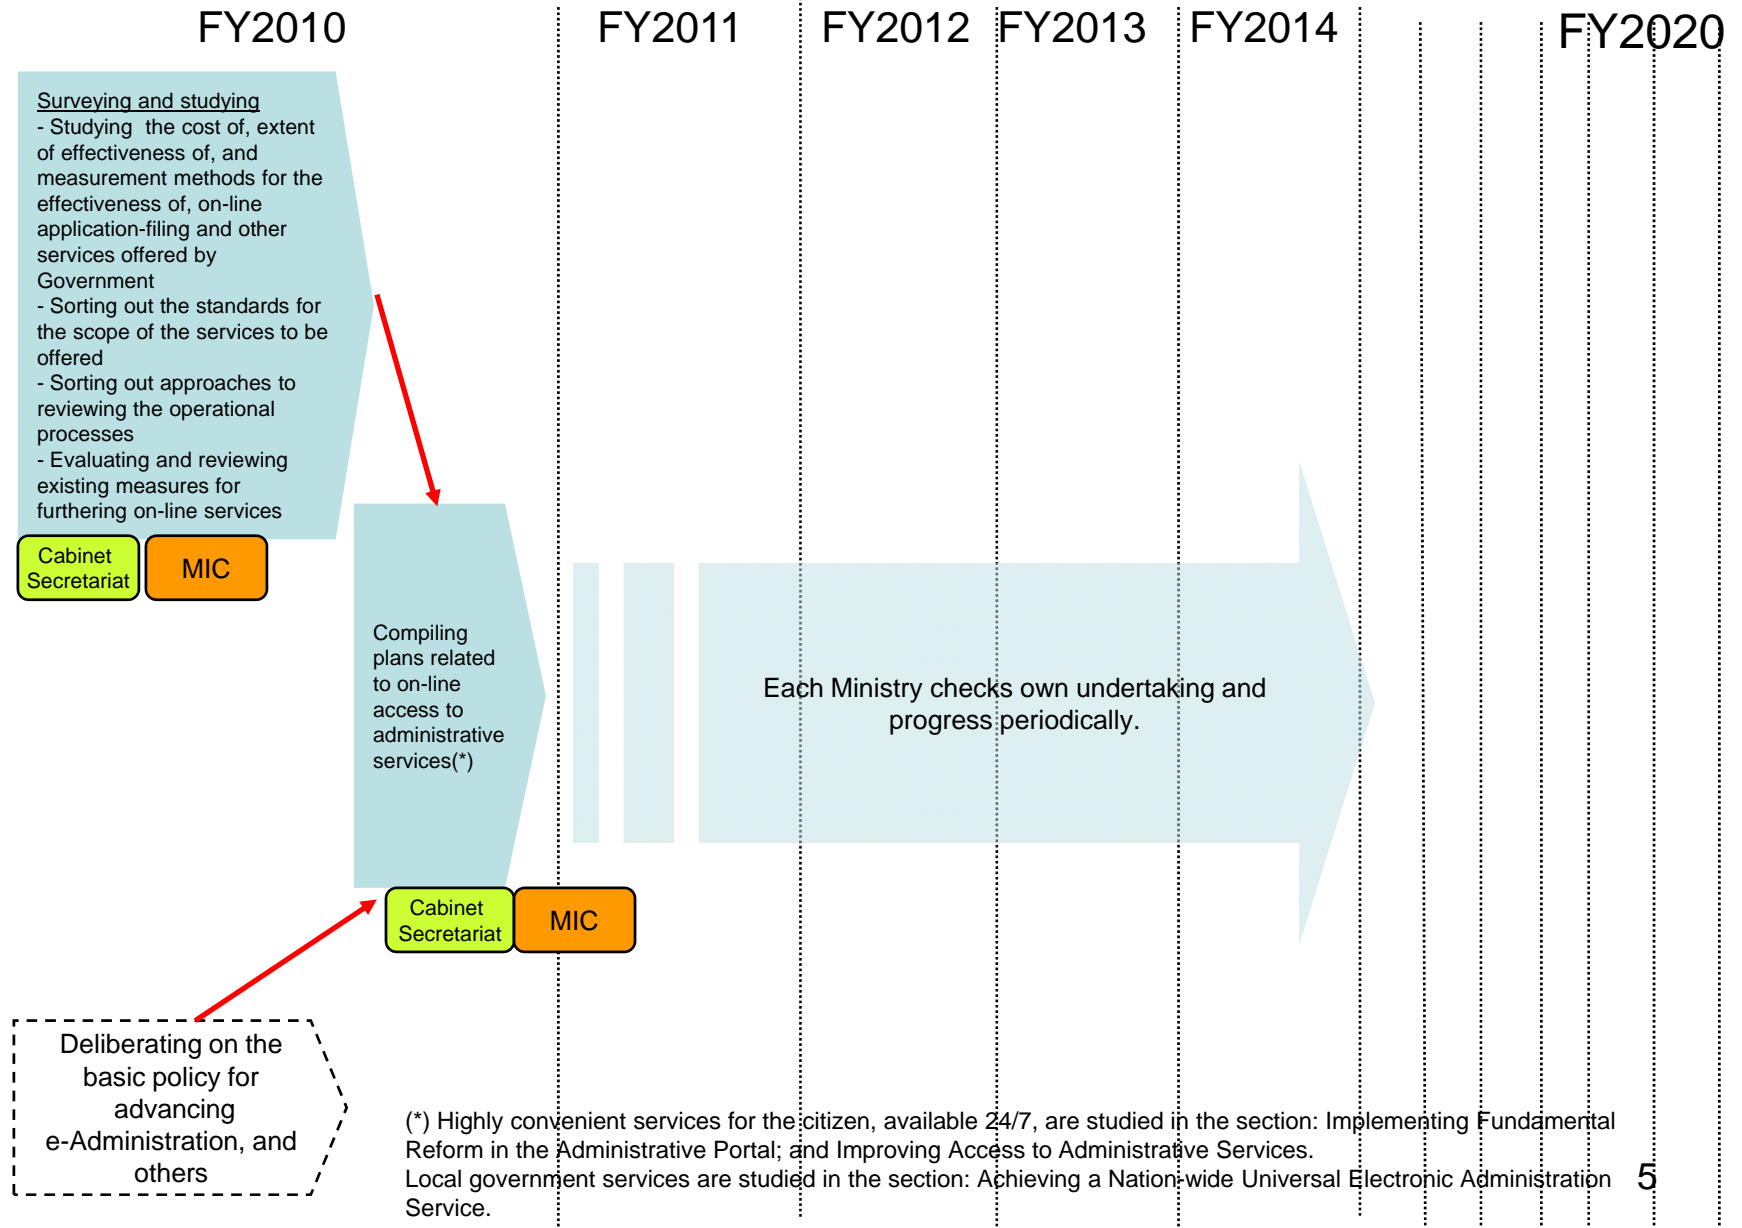 FY2010 FY2011 FY2012 FY2013 FY2014 FY2020
Surveying and studying
- Studying the cost of, extent
of effectiveness of, and
measurement methods for the
effectiveness of, on-line
application-filing and other
services offered by
Government
- Sorting out the standards for
the scope of the services to be
offered
- Sorting out approaches to
reviewing the operational
processes
- Evaluating and reviewing
existing measures for
furthering on-line services
Cabinet
Secretariat
MIC
Compiling
plans related
to on-line
access to
administrative
services(*)
Each Ministry checks own undertaking and
progress periodically.
Cabinet
Secretariat
MIC
Deliberating on the
basic policy for
advancing
e-Administration, and
others
(*) Highly convenient services for the citizen, available 24/7, are studied in the section: Implementing Fundamental
Reform in the Administrative Portal; and Improving Access to Administrative Services.
Local government services are studied in the section: Achieving a Nation-wide Universal Electronic Administration
Service.
5